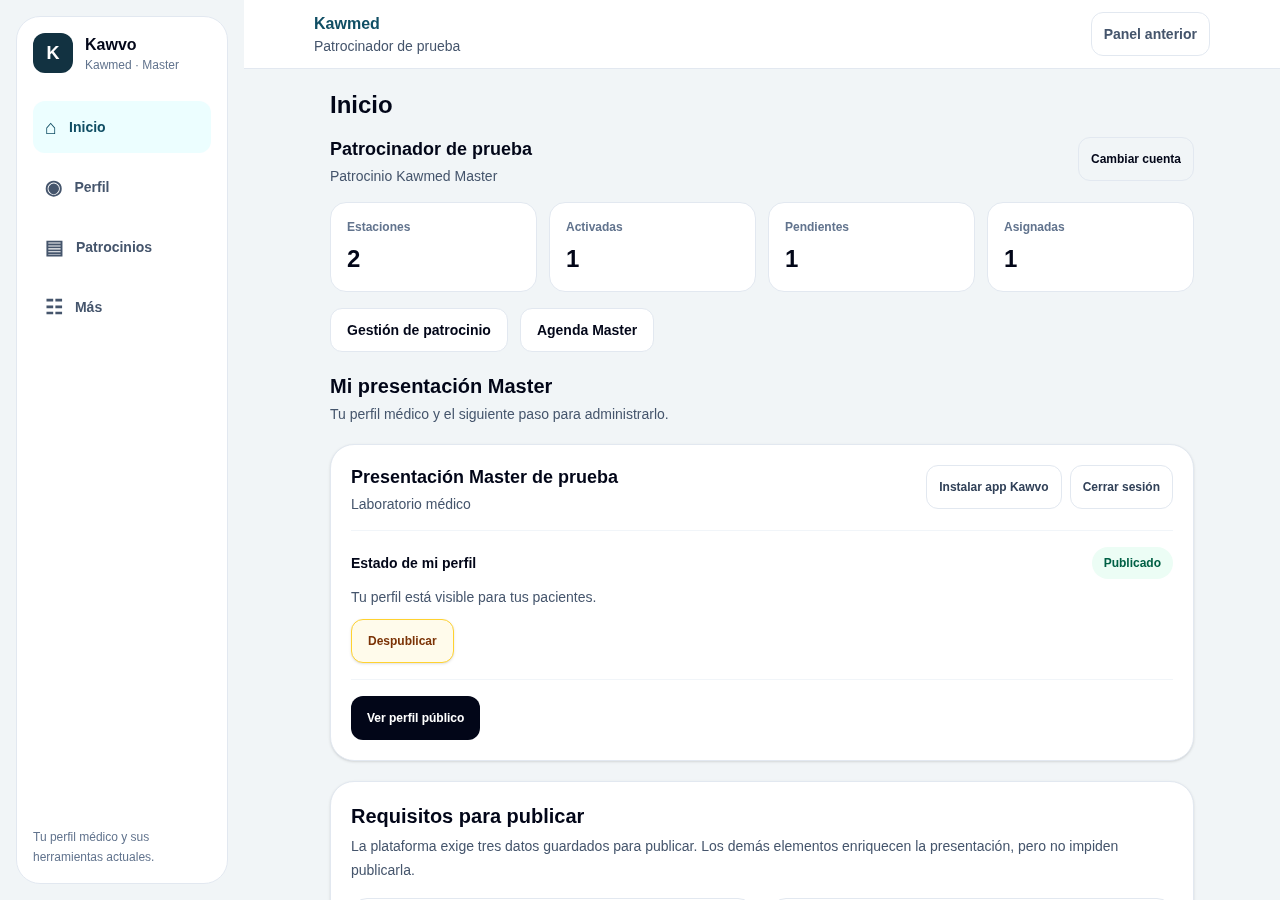 K
Kawvo
Kawmed · Master
Inicio
Perfil
Patrocinios
Más
Tu perfil médico y sus
herramientas actuales.
Kawmed
Patrocinador de prueba
Panel anterior
Inicio
Patrocinador de prueba
Patrocinio Kawmed Master
Cambiar cuenta
Estaciones
2
Activadas
1
Pendientes
1
Asignadas
1
Gestión de patrocinio
Agenda Master
Mi presentación Master
Tu perfil médico y el siguiente paso para administrarlo.
Presentación Master de prueba
Laboratorio médico
Instalar app Kawvo
Cerrar sesión
Estado de mi perfil
Publicado
Tu perfil está visible para tus pacientes.
Despublicar
Ver perfil público
Requisitos para publicar
La plataforma exige tres datos guardados para publicar. Los demás elementos enriquecen la presentación, pero no impiden
publicarla.